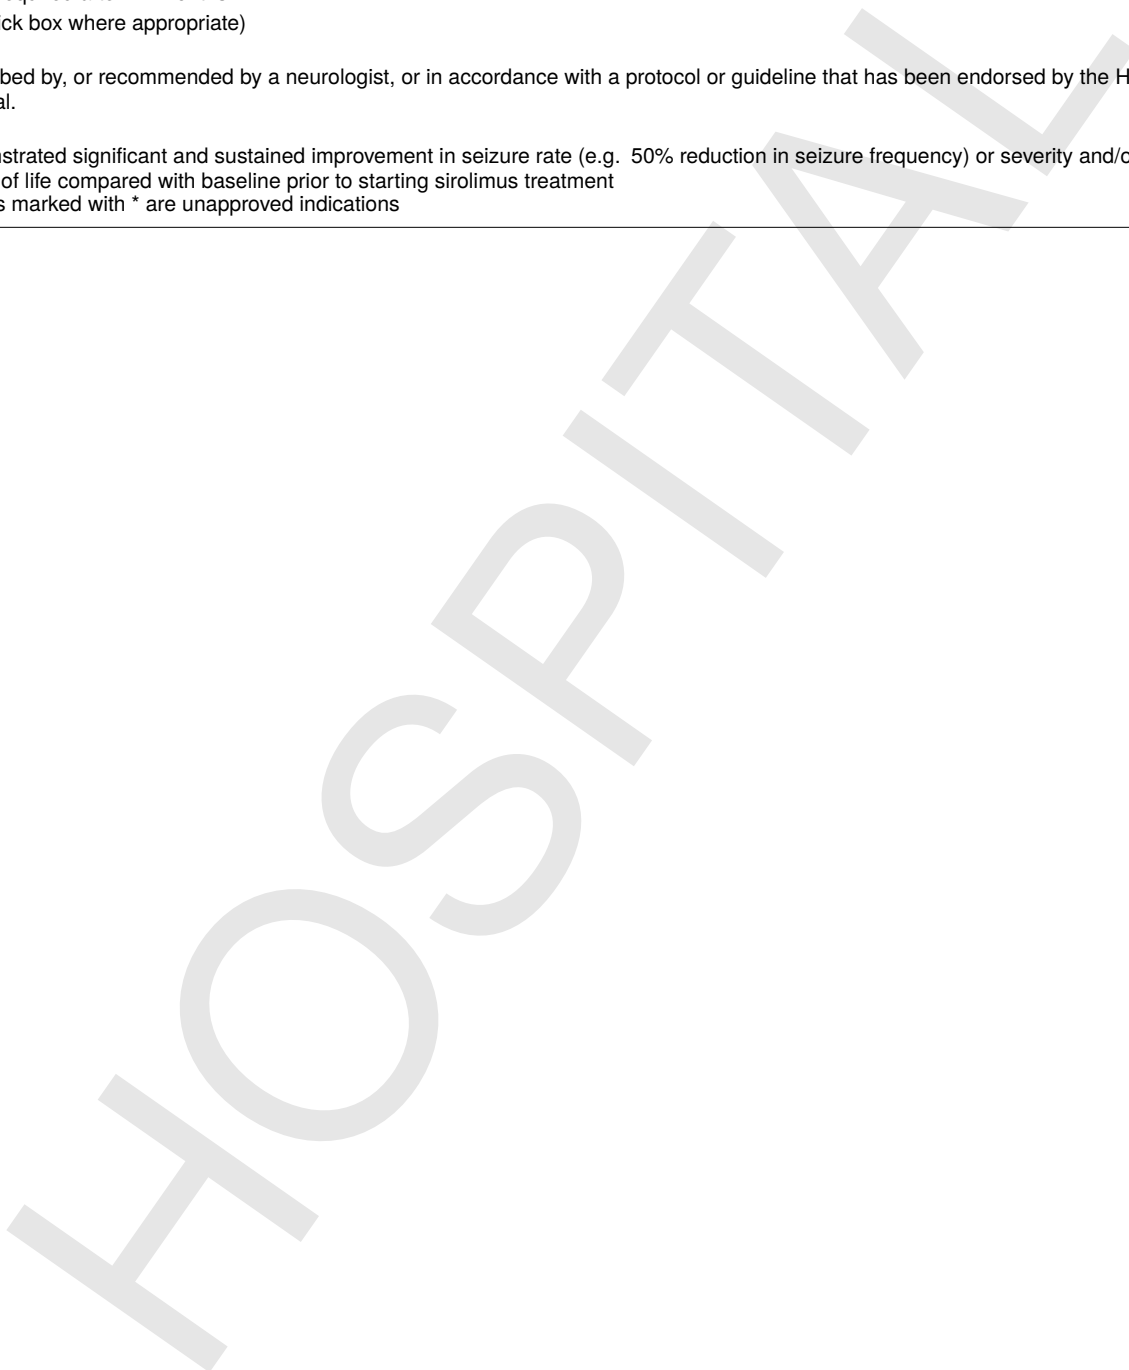 ick box where appropriate)
bed by, or recommended by a neurologist, or in accordance with a protocol or guideline that has been endorsed by the H
al.
nstrated significant and sustained improvement in seizure rate (e.g. 50% reduction in seizure frequency) or severity and/o
of life compared with baseline prior to starting sirolimus treatment
s marked with * are unapproved indications
HOSPITAL